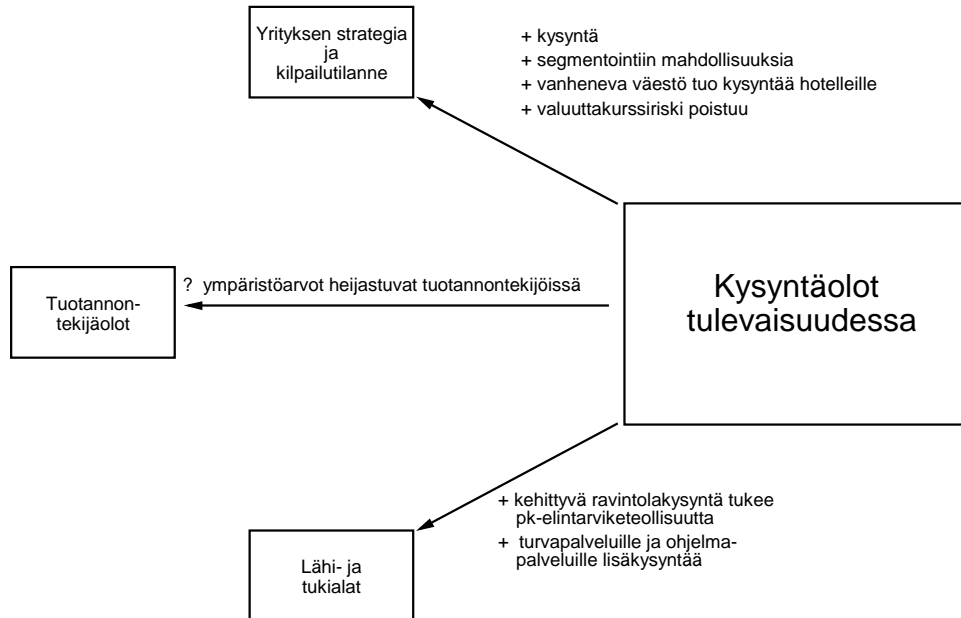 Yrityksen strategia
ja
kilpailutilanne
+ kysyntä
+ segmentointiin mahdollisuuksia
+ vanheneva väestö tuo kysyntää hotelleille
+ valuuttakurssiriski poistuu
? ympäristöarvot heijastuvat tuotannontekijöissä
Tuotannon-
tekijäolot
Kysyntäolot
tulevaisuudessa
+ kehittyvä ravintolakysyntä tukee
pk-elintarviketeollisuutta
+ turvapalveluille ja ohjelma-
palveluille lisäkysyntää
Lähi- ja
tukialat